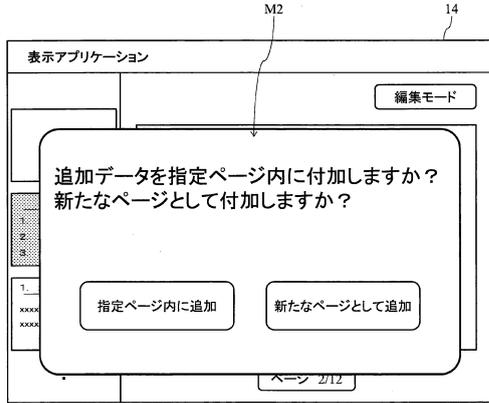 M2
14
表示アプリケーション
編集モード
追加データを指定ページ内に付加しますか？
新たなページとして付加しますか？
1.
2.
3.
指定ページ内に追加
新たなページとして追加
1.
xxxx
xxxx
ページ 2/12